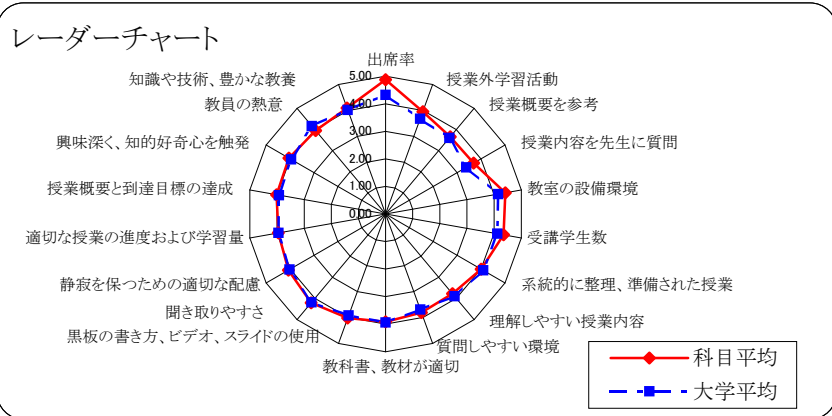 レーダーチャート
出席率
授業外学習活動
授業概要を参考
授業内容を先生に質問
教室の設備環境
受講学生数
系統的に整理、準備された授業
理解しやすい授業内容
質問しやすい環境
教科書、教材が適切
黒板の書き方、ビデオ、スライドの使用
聞き取りやすさ
静寂を保つための適切な配慮
適切な授業の進度および学習量
授業概要と到達目標の達成
興味深く、知的好奇心を触発
教員の熱意
知識や技術、豊かな教養
5.00
4.00
3.00
2.00
1.00
0.00
科目平均
大学平均